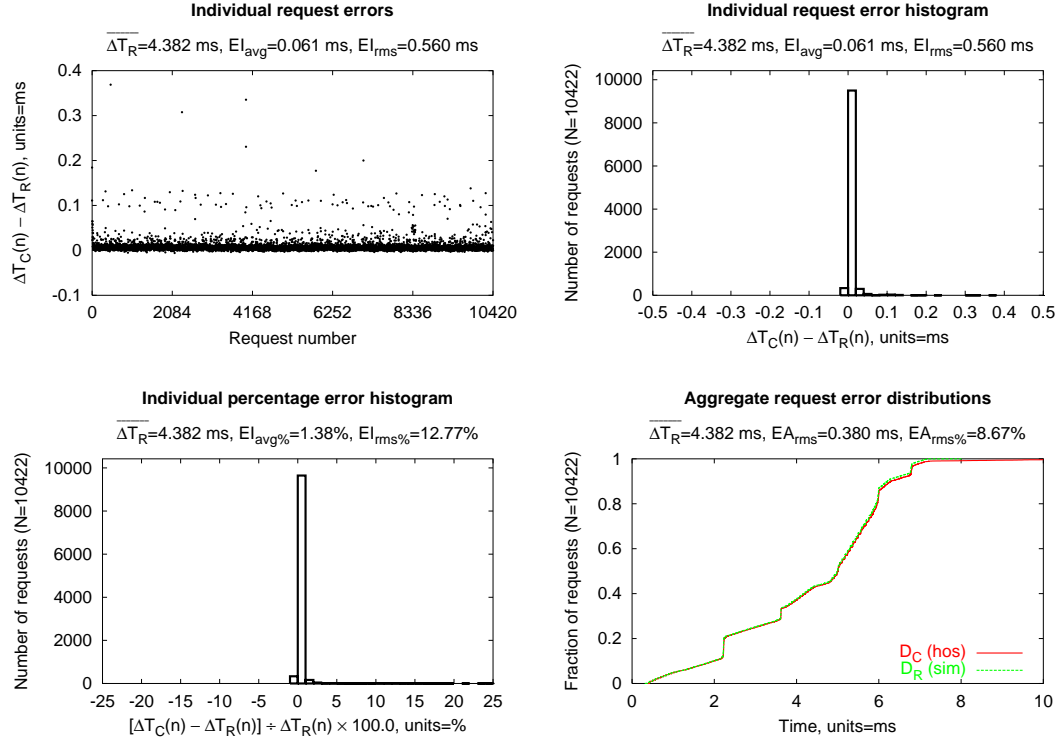 Individual request errors
ΔT_R=4.382 ms, EI_avg=0.061 ms, EI_rms=0.560 ms
ΔT_C(n) – ΔT_R(n), units=ms
0.4
0.3
0.2
0.1
0
-0.1
0 2084 4168 6252 8336 10420
Request number
Individual request error histogram
ΔT_R=4.382 ms, EI_avg=0.061 ms, EI_rms=0.560 ms
Number of requests (N=10422)
10000
8000
6000
4000
2000
0
-0.5 -0.4 -0.3 -0.2 -0.1 0 0.1 0.2 0.3 0.4 0.5
ΔT_C(n) – ΔT_R(n), units=ms
Individual percentage error histogram
ΔT_R=4.382 ms, EI_avg%=1.38%, EI_rms%=12.77%
Number of requests (N=10422)
10000
8000
6000
4000
2000
0
-25 -20 -15 -10 -5 0 5 10 15 20 25
[ΔT_C(n) – ΔT_R(n)] ÷ ΔT_R(n) × 100.0, units=%
Aggregate request error distributions
ΔT_R=4.382 ms, EA_rms=0.380 ms, EA_rms%=8.67%
Fraction of requests (N=10422)
1
0.8
0.6
0.4
0.2
0
D_C (hos)
D_R (sim)
0 2 4 6 8 10
Time, units=ms